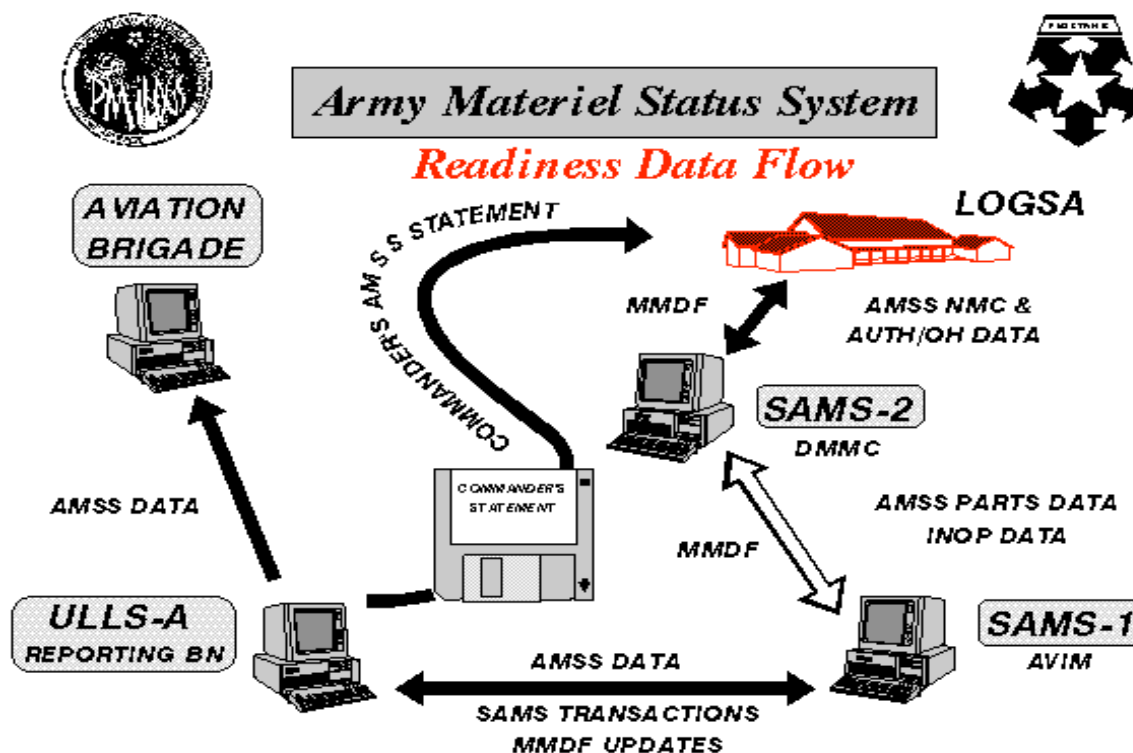 Army Materiel Status System
Readiness Data Flow
AVIATION
BRIGADE
COMMANDER'S AMSS STATEMENT
LOGSA
MMDF
AMSS NMC &
AUTH/OH DATA
SAMS-2
DMMC
AMSS DATA
COMMANDER'S
STATEMENT
AMSS PARTS DATA
INOP DATA
MMDF
ULLS-A
REPORTING BN
SAMS-1
AVIM
AMSS DATA
SAMS TRANSACTIONS
MMDF UPDATES